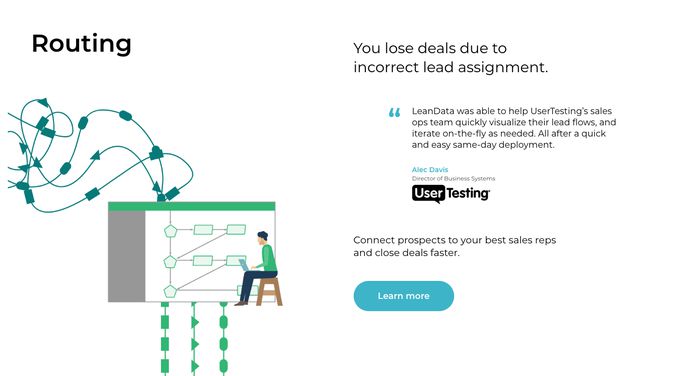 Routing
You lose deals due to
incorrect lead assignment.
“ LeanData was able to help UserTesting’s sales
ops team quickly visualize their lead flows, and
iterate on-the-fly as needed. All after a quick
and easy same-day deployment.
Alec Davis
Director of Business Systems
UserTesting
Connect prospects to your best sales reps
and close deals faster.
Learn more